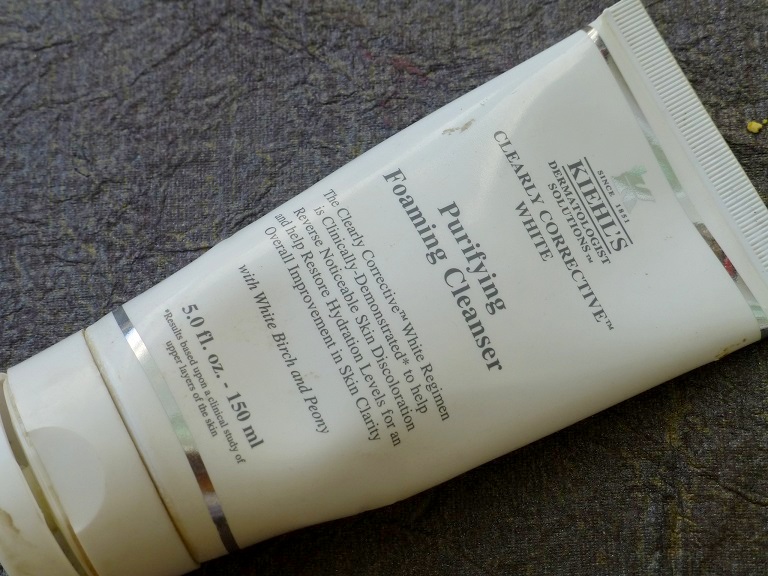 SINCE 1851
KIEHL'S
DERMATOLOGIST
SOLUTIONS™
CLEARLY CORRECTIVE™
WHITE
Purifying
Foaming Cleanser
The Clearly Corrective™ White Regimen
is Clinically-Demonstrated* to help
Reverse Noticeable Skin Discoloration
and help Restore Hydration Levels for an
Overall Improvement in Skin Clarity
with White Birch and Peony
5.0 fl. oz. - 150 ml
*Results based upon a clinical study of
upper layers of the skin